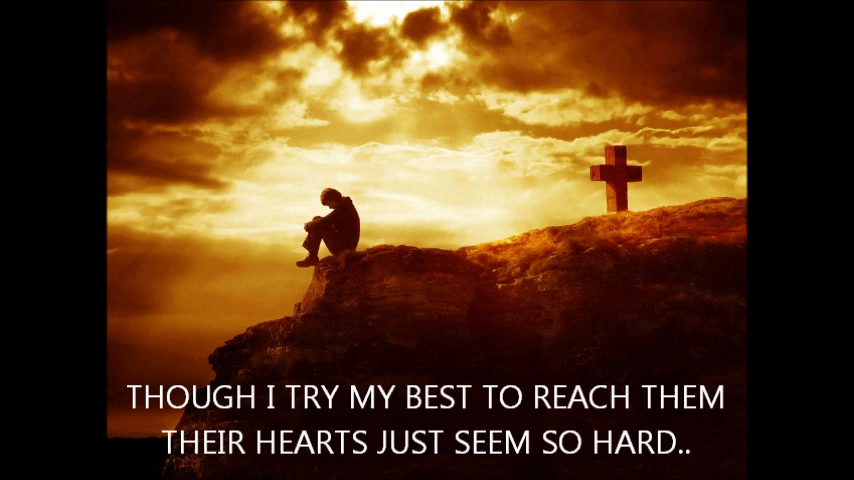 THOUGH I TRY MY BEST TO REACH THEM
THEIR HEARTS JUST SEEM SO HARD..